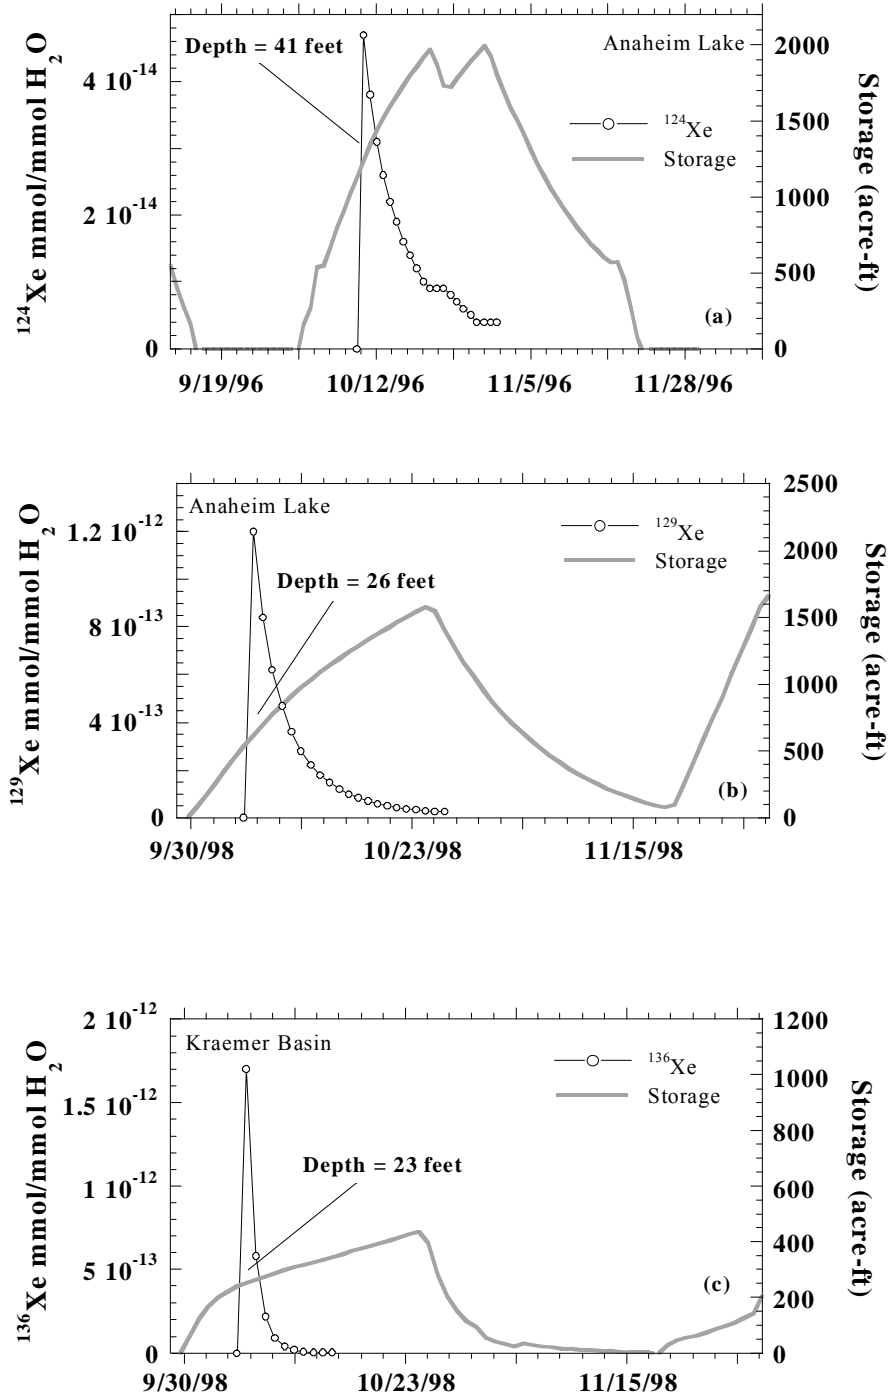 Depth = 41 feet
Anaheim Lake
¹²⁴Xe
Storage
¹²⁴Xe mmol/mmol H₂O
4 10⁻¹⁴
2 10⁻¹⁴
0
2000
1500
1000
500
0
Storage (acre-ft)
(a)
9/19/96 10/12/96 11/5/96 11/28/96
Anaheim Lake
¹²⁹Xe
Storage
Depth = 26 feet
¹²⁹Xe mmol/mmol H₂O
1.2 10⁻¹²
8 10⁻¹³
4 10⁻¹³
0
2500
2000
1500
1000
500
0
Storage (acre-ft)
(b)
9/30/98 10/23/98 11/15/98
Kraemer Basin
¹³⁶Xe
Storage
Depth = 23 feet
¹³⁶Xe mmol/mmol H₂O
2 10⁻¹²
1.5 10⁻¹²
1 10⁻¹²
5 10⁻¹³
0
1200
1000
800
600
400
200
0
Storage (acre-ft)
(c)
9/30/98 10/23/98 11/15/98